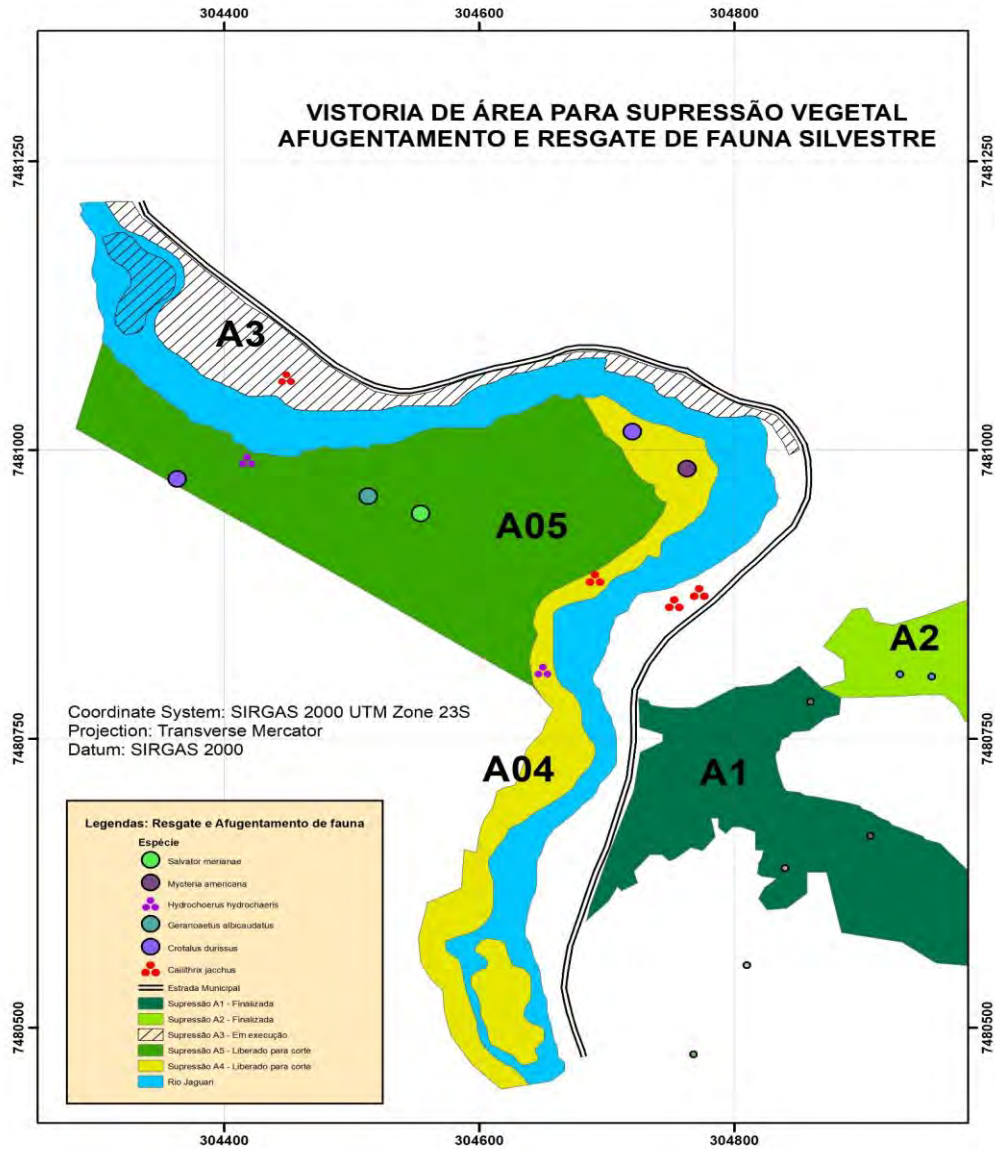 304400 304600 304800
VISTORIA DE ÁREA PARA SUPRESSÃO VEGETAL
AFUGENTAMENTO E RESGATE DE FAUNA SILVESTRE
7481250 7481250
A3
7481000 7481000
A05
A2
Coordinate System: SIRGAS 2000 UTM Zone 23S
Projection: Transverse Mercator
Datum: SIRGAS 2000
7480750 7480750
A04
A1
Legendas: Resgate e Afugentamento de fauna
Espécie
Salvator merianae
Mycteria americana
Hydrochoerus hydrochaeris
Geranoaetus albicaudatus
Crotalus durissus
Callithrix jacchus
Estrada Municipal
Supressão A1 - Finalizada
Supressão A2 - Finalizada
Supressão A3 - Em execução
Supressão A5 - Liberado para corte
Supressão A4 - Liberado para corte
Rio Jaguari
7480500 7480500
304400 304600 304800